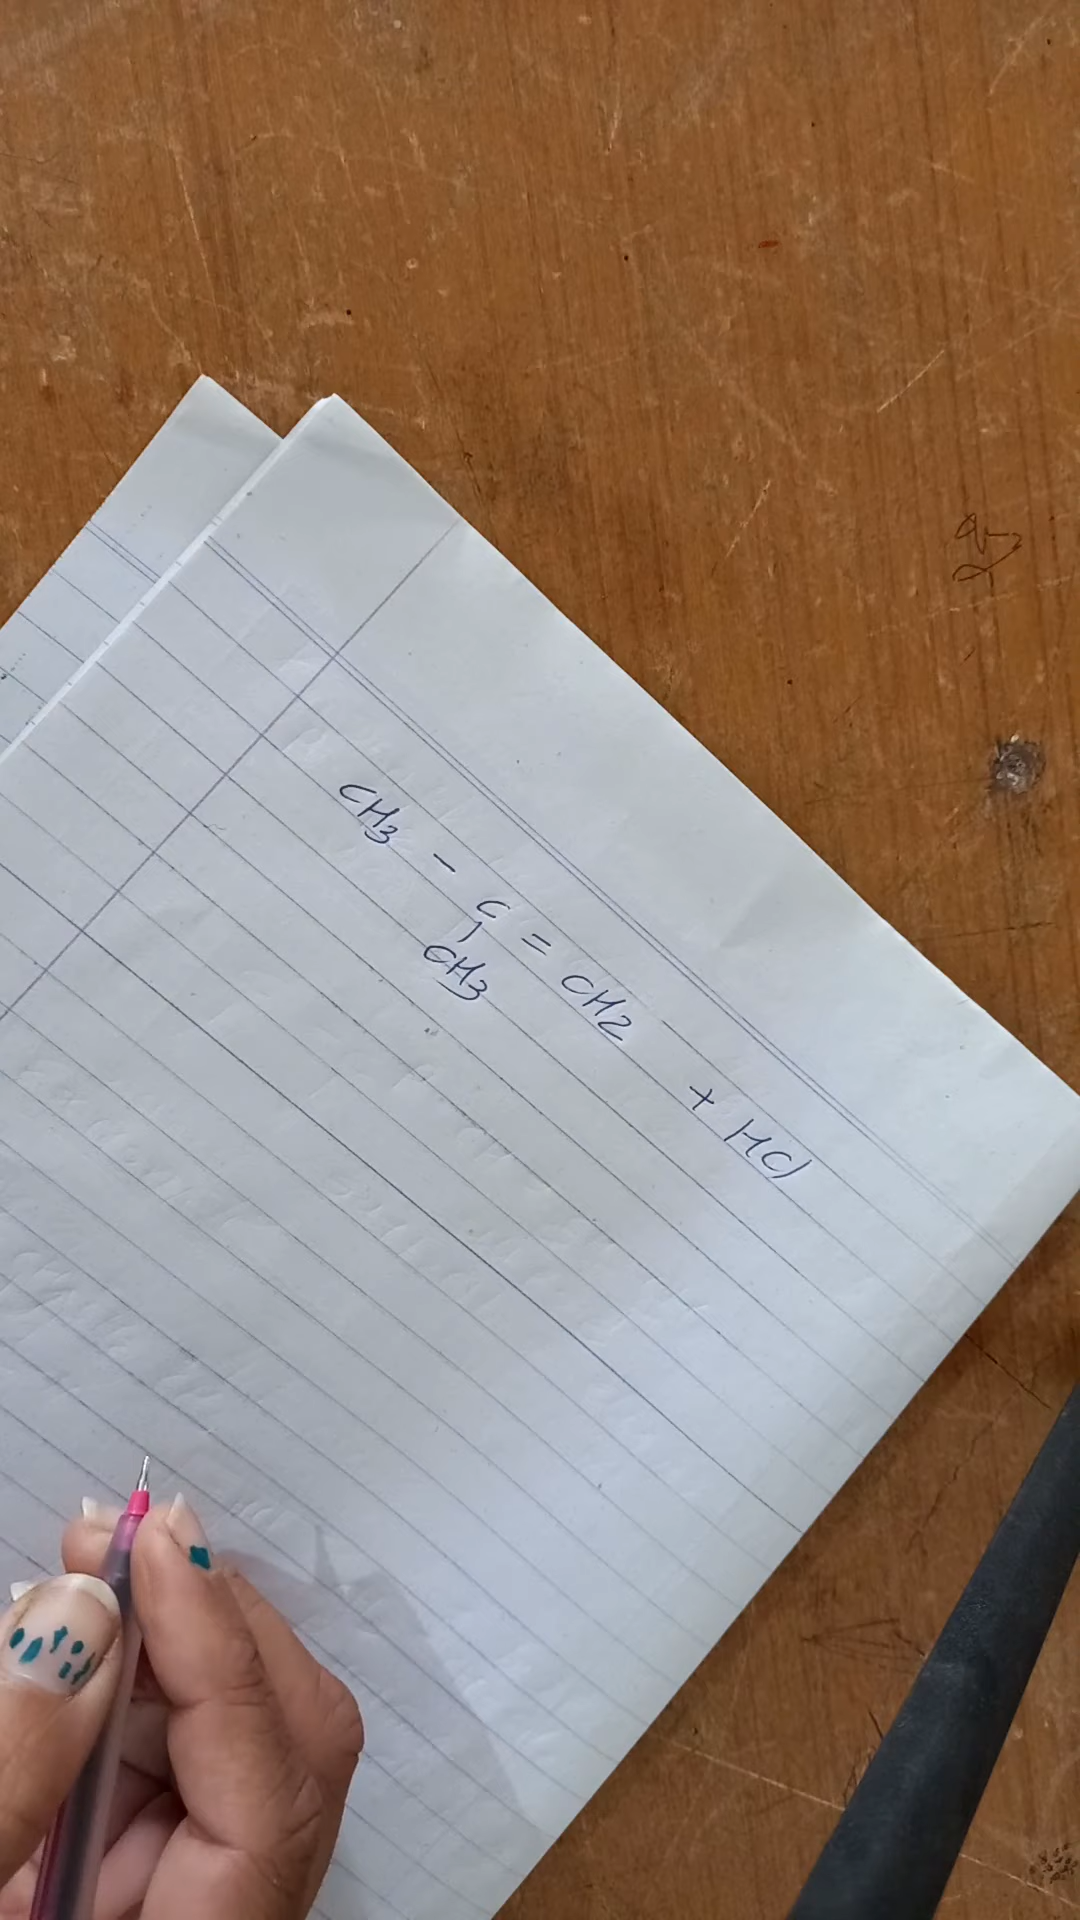 CH3 - C = CH2 + HCl
|
CH3